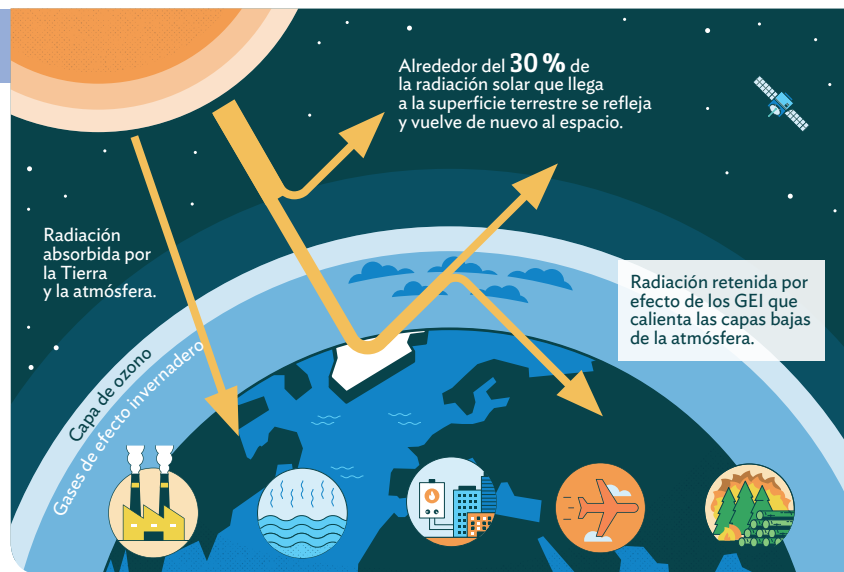 Alrededor del 30 % de
la radiación solar que llega
a la superficie terrestre se refleja
y vuelve de nuevo al espacio.
Radiación
absorbida por
la Tierra
y la atmósfera.
Radiación retenida por
efecto de los GEI que
calienta las capas bajas
de la atmósfera.
Capa de ozono
Gases de efecto invernadero